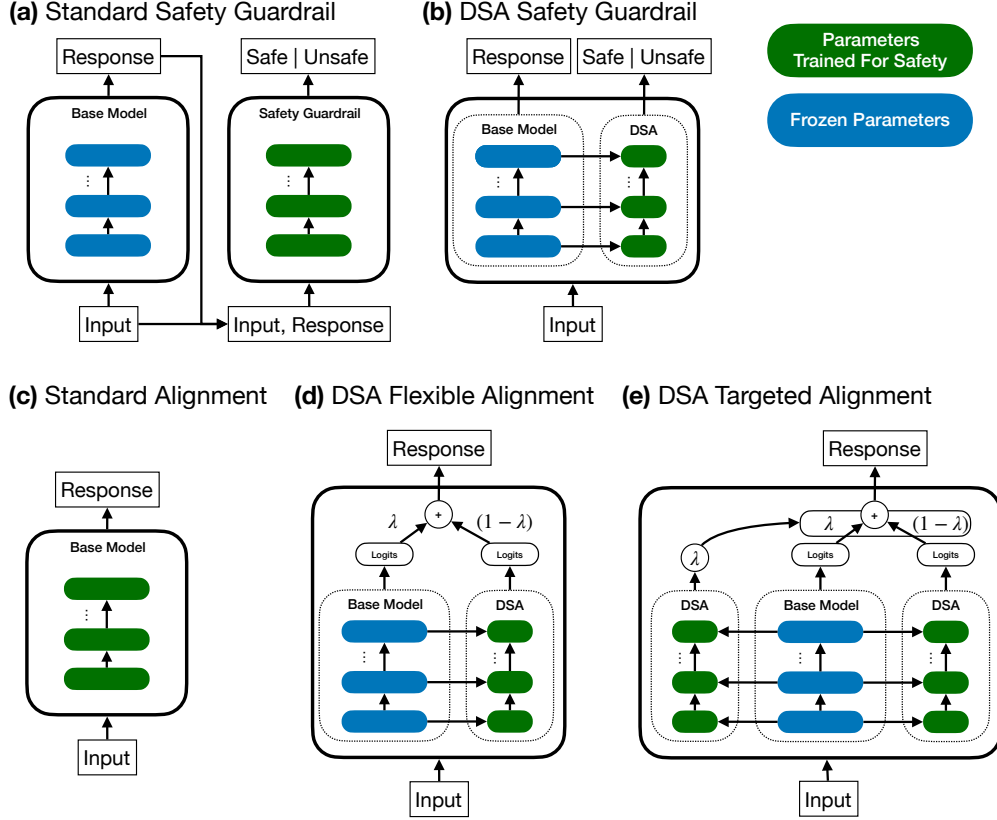 (a) Standard Safety Guardrail
Response
Safe | Unsafe
Base Model
Safety Guardrail
⋮
⋮
Input
Input, Response
(b) DSA Safety Guardrail
Response
Safe | Unsafe
Base Model
DSA
⋮
⋮
Input
Parameters
Trained For Safety
Frozen Parameters
(c) Standard Alignment
Response
Base Model
⋮
Input
(d) DSA Flexible Alignment
Response
+
λ
(1 − λ)
Logits
Logits
Base Model
DSA
⋮
⋮
Input
(e) DSA Targeted Alignment
Response
+
λ
(1 − λ)
λ
Logits
Logits
DSA
Base Model
DSA
⋮
⋮
⋮
Input